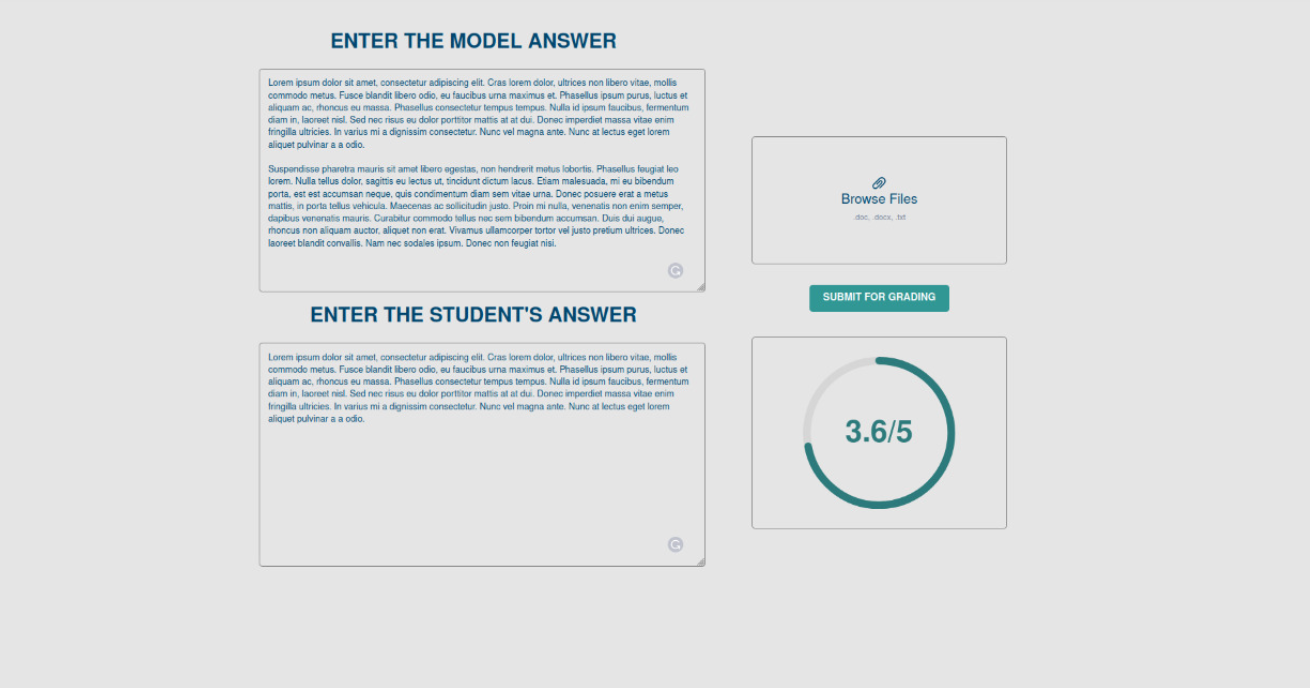 ENTER THE MODEL ANSWER
Lorem ipsum dolor sit amet, consectetur adipiscing elit. Cras lorem dolor, ultrices non libero vitae, mollis
commodo metus. Fusce blandit libero odio, eu faucibus urna maximus et. Phasellus ipsum purus, luctus et
aliquam ac, rhoncus eu massa. Phasellus consectetur tempus tempus. Nulla id ipsum faucibus, fermentum
diam in, laoreet nisl. Sed nec risus eu dolor porttitor mattis at at dui. Donec imperdiet massa vitae enim
fringilla ultricies. In varius mi a dignissim consectetur. Nunc vel magna ante. Nunc at lectus eget lorem
aliquet pulvinar a a odio.
Suspendisse pharetra mauris sit amet libero egestas, non hendrerit metus lobortis. Phasellus feugiat leo
lorem. Nulla tellus dolor, sagittis eu lectus ut, tincidunt dictum lacus. Etiam malesuada, mi eu bibendum
porta, est est accumsan neque, quis condimentum diam sem vitae urna. Donec posuere erat a metus
mattis, in porta tellus vehicula. Maecenas ac sollicitudin justo. Proin mi nulla, venenatis non enim semper,
dapibus venenatis mauris. Curabitur commodo tellus nec sem bibendum accumsan. Duis dui augue,
rhoncus non aliquam auctor, aliquet non erat. Vivamus ullamcorper tortor vel justo pretium ultrices. Donec
laoreet blandit convallis. Nam nec sodales ipsum. Donec non feugiat nisi.
ENTER THE STUDENT'S ANSWER
Lorem ipsum dolor sit amet, consectetur adipiscing elit. Cras lorem dolor, ultrices non libero vitae, mollis
commodo metus. Fusce blandit libero odio, eu faucibus urna maximus et. Phasellus ipsum purus, luctus et
aliquam ac, rhoncus eu massa. Phasellus consectetur tempus tempus. Nulla id ipsum faucibus, fermentum
diam in, laoreet nisl. Sed nec risus eu dolor porttitor mattis at at dui. Donec imperdiet massa vitae enim
fringilla ultricies. In varius mi a dignissim consectetur. Nunc vel magna ante. Nunc at lectus eget lorem
aliquet pulvinar a a odio.
Browse Files
.doc, .docx, .txt
SUBMIT FOR GRADING
3.6/5